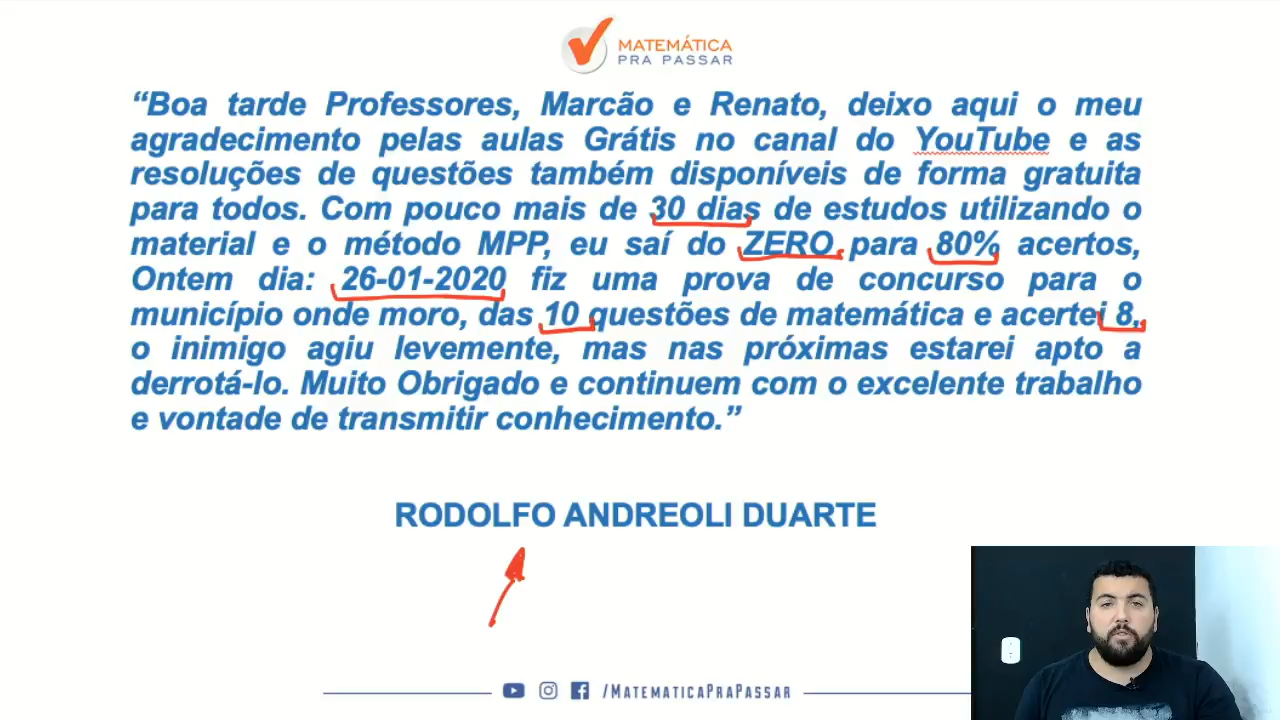 MATEMÁTICA
PRA PASSAR
“Boa tarde Professores, Marcão e Renato, deixo aqui o meu
agradecimento pelas aulas Grátis no canal do YouTube e as
resoluções de questões também disponíveis de forma gratuita
para todos. Com pouco mais de 30 dias de estudos utilizando o
material e o método MPP, eu saí do ZERO para 80% acertos,
Ontem dia: 26-01-2020 fiz uma prova de concurso para o
município onde moro, das 10 questões de matemática e acertei 8,
o inimigo agiu levemente, mas nas próximas estarei apto a
derrotá-lo. Muito Obrigado e continuem com o excelente trabalho
e vontade de transmitir conhecimento.”
RODOLFO ANDREOLI DUARTE
/MATEMATICAPRAPASSAR